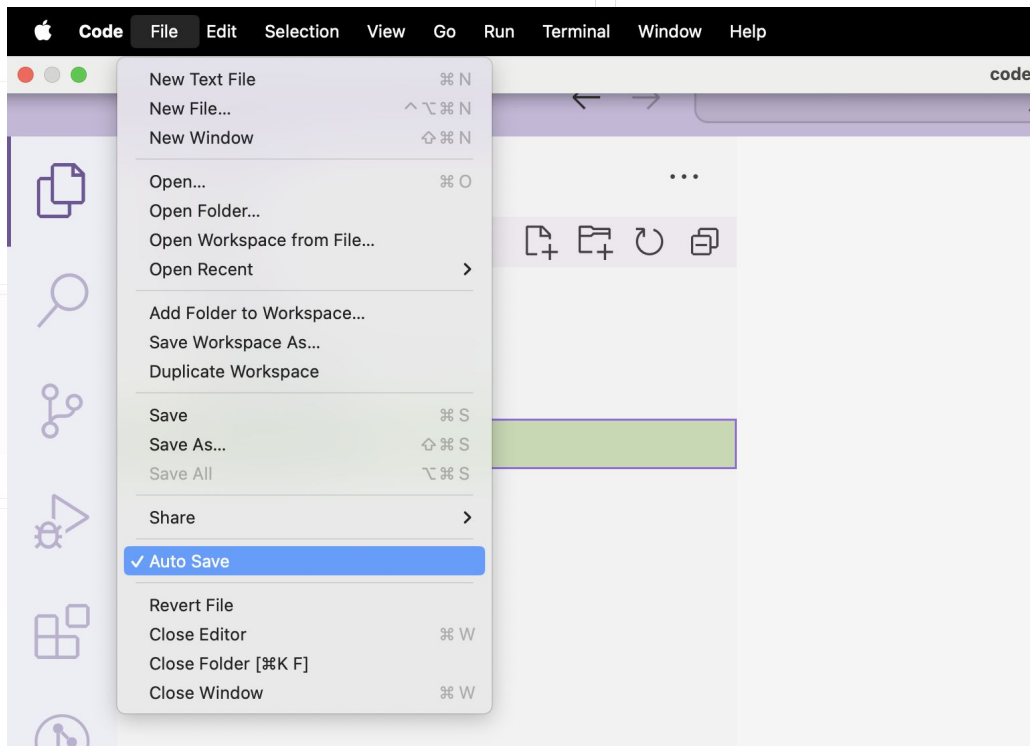 Code File Edit Selection View Go Run Terminal Window Help
code
New Text File ⌘ N
New File... ^⌥⌘ N
New Window ⇧⌘ N
Open... ⌘ O
Open Folder...
Open Workspace from File...
Open Recent >
Add Folder to Workspace...
Save Workspace As...
Duplicate Workspace
Save ⌘ S
Save As... ⇧⌘ S
Save All ⌥⌘ S
Share >
✓ Auto Save
Revert File
Close Editor ⌘ W
Close Folder [⌘K F]
Close Window ⌘ W